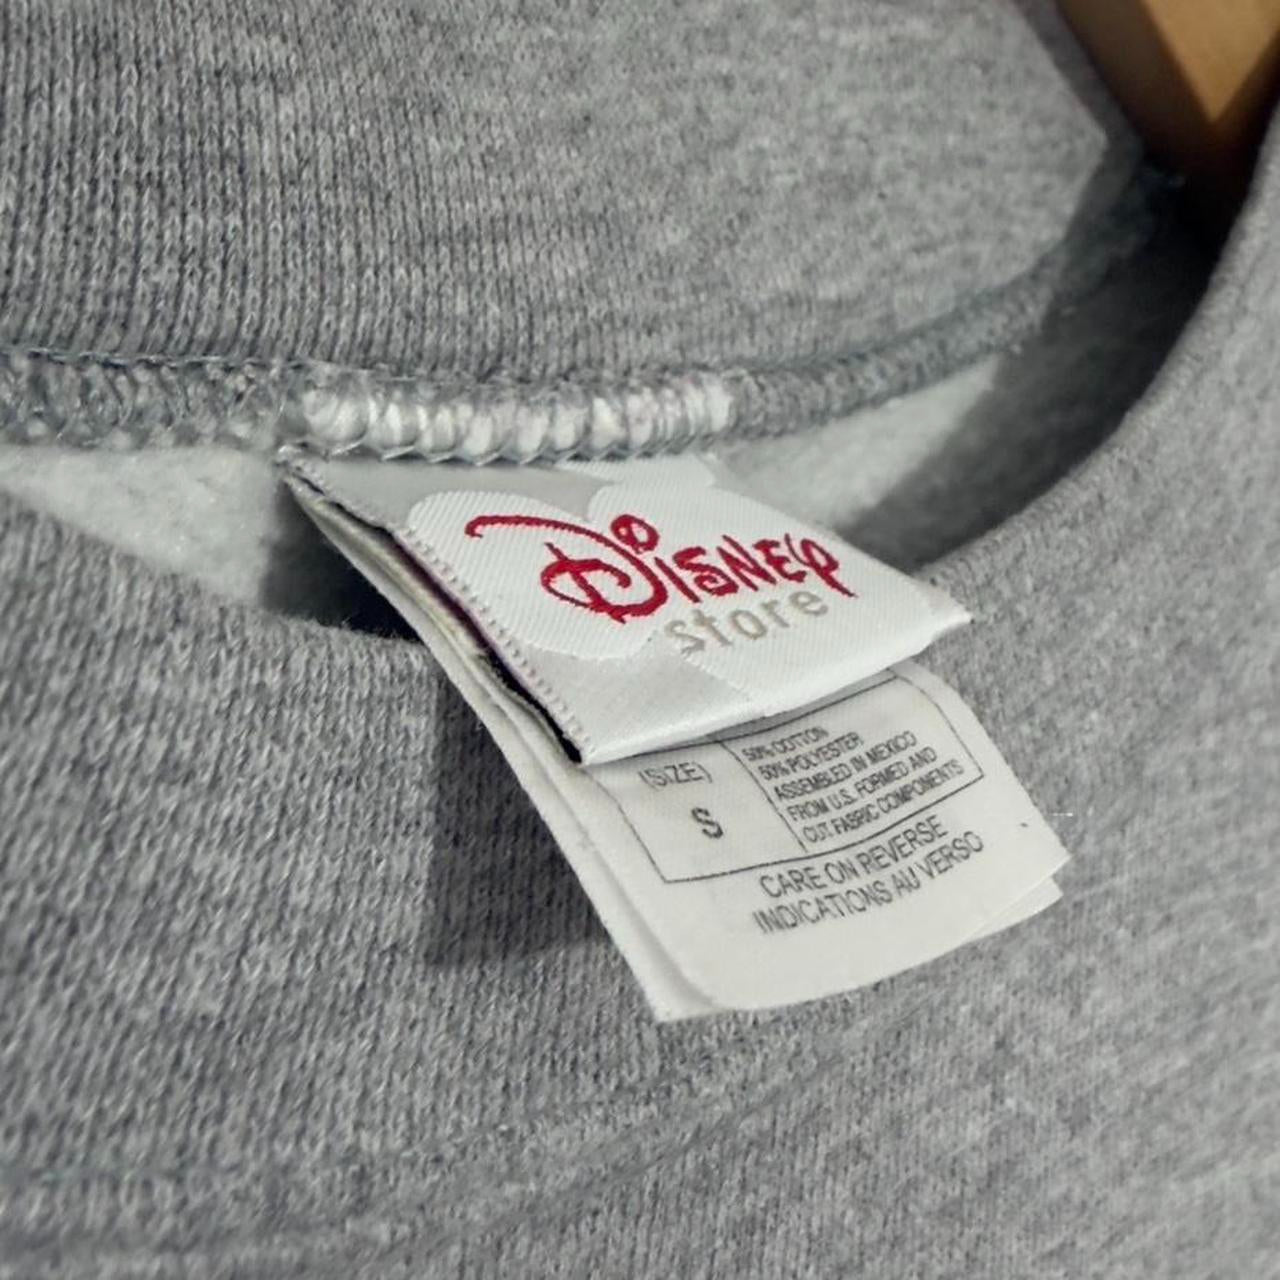 Disney
store
(SIZE)
S
50% COTTON
50% POLYESTER
ASSEMBLED IN MEXICO
FROM U.S. FORMED AND
CUT FABRIC COMPONENTS
CARE ON REVERSE
INDICATIONS AU VERSO